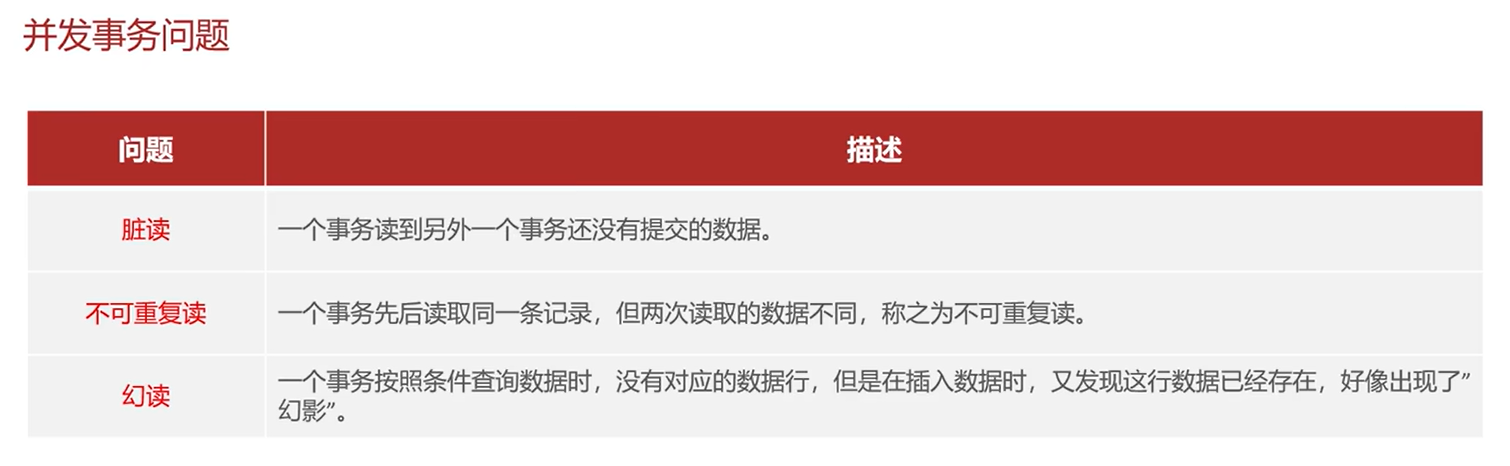 并发事务问题
问题 描述
脏读 一个事务读到另外一个事务还没有提交的数据。
不可重复读 一个事务先后读取同一条记录，但两次读取的数据不同，称之为不可重复读。
幻读 一个事务按照条件查询数据时，没有对应的数据行，但是在插入数据时，又发现这行数据已经存在，好像出现了”
幻影”。